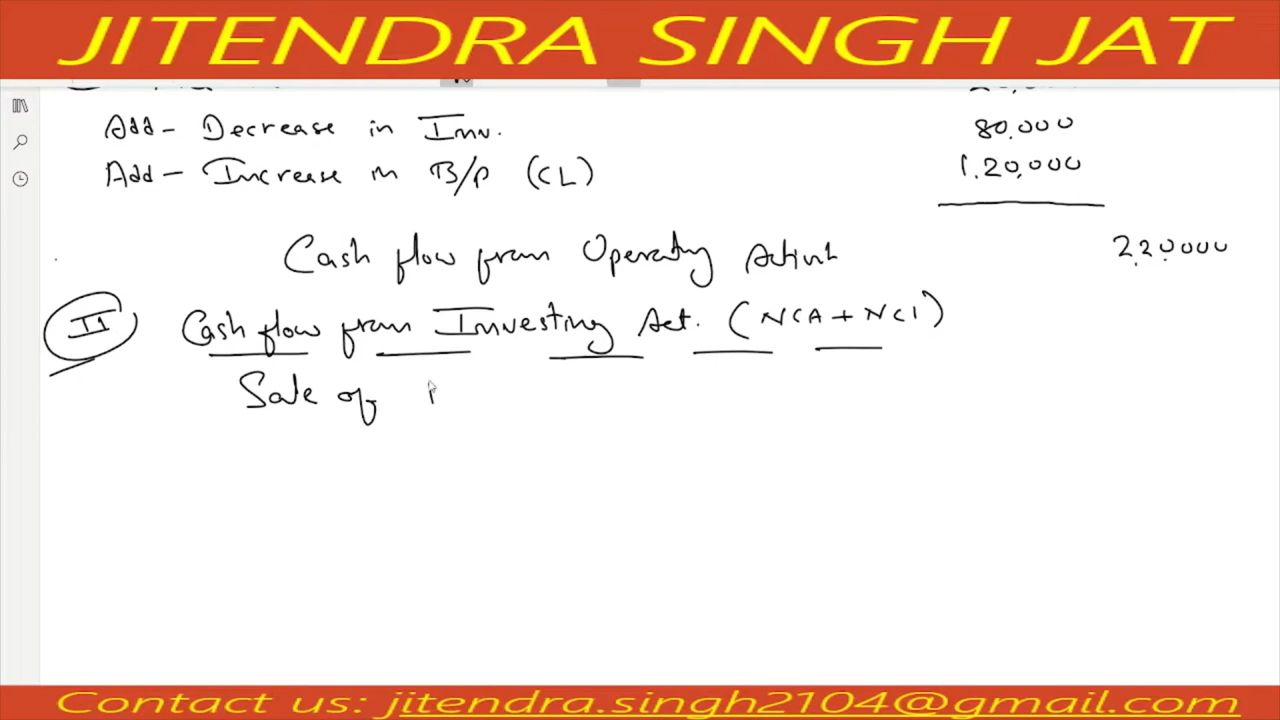 JITENDRA SINGH JAT
Add- Decrease in Inv. 80,000
Add- Increase in B/P (CL) 1,20,000
Cash flow from Operating 2,20,000
II Cash flow from Investing Act. (NCA + NCI)
Sale of
Contact us: jitendra.singh2104@gmail.com